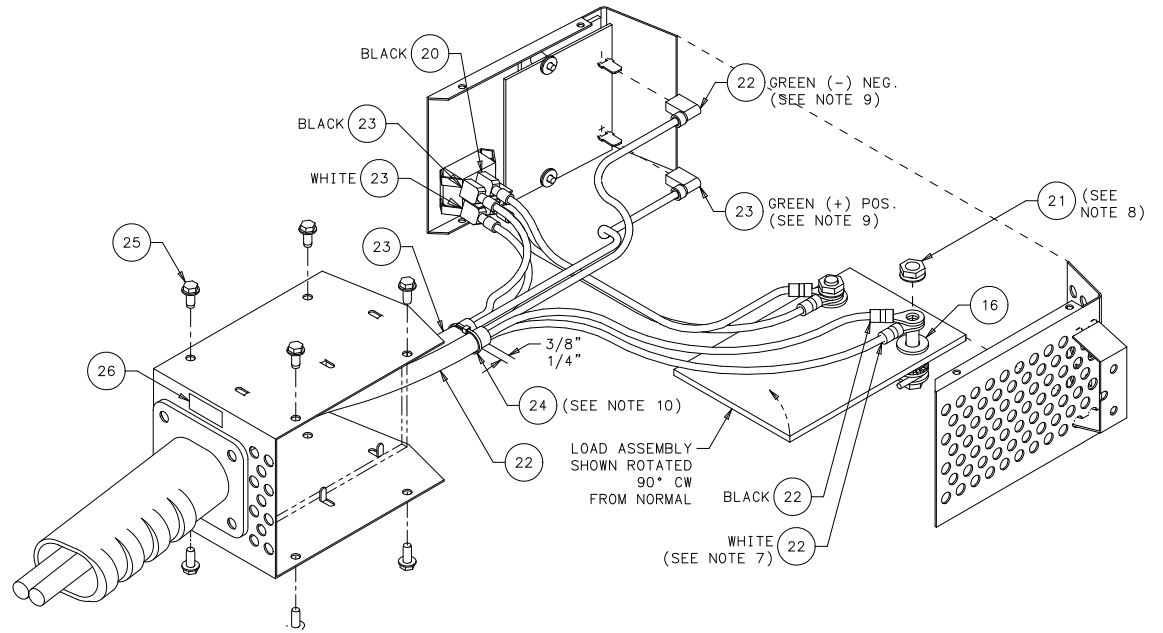 BLACK 20
22 GREEN (-) NEG.
(SEE NOTE 9)
BLACK 23
WHITE 23
23 GREEN (+) POS.
(SEE NOTE 9)
21 (SEE
NOTE 8)
25
23
16
3/8"
1/4"
26
24 (SEE NOTE 10)
22
LOAD ASSEMBLY
SHOWN ROTATED
90° CW
FROM NORMAL
BLACK 22
WHITE 22
(SEE NOTE 7)